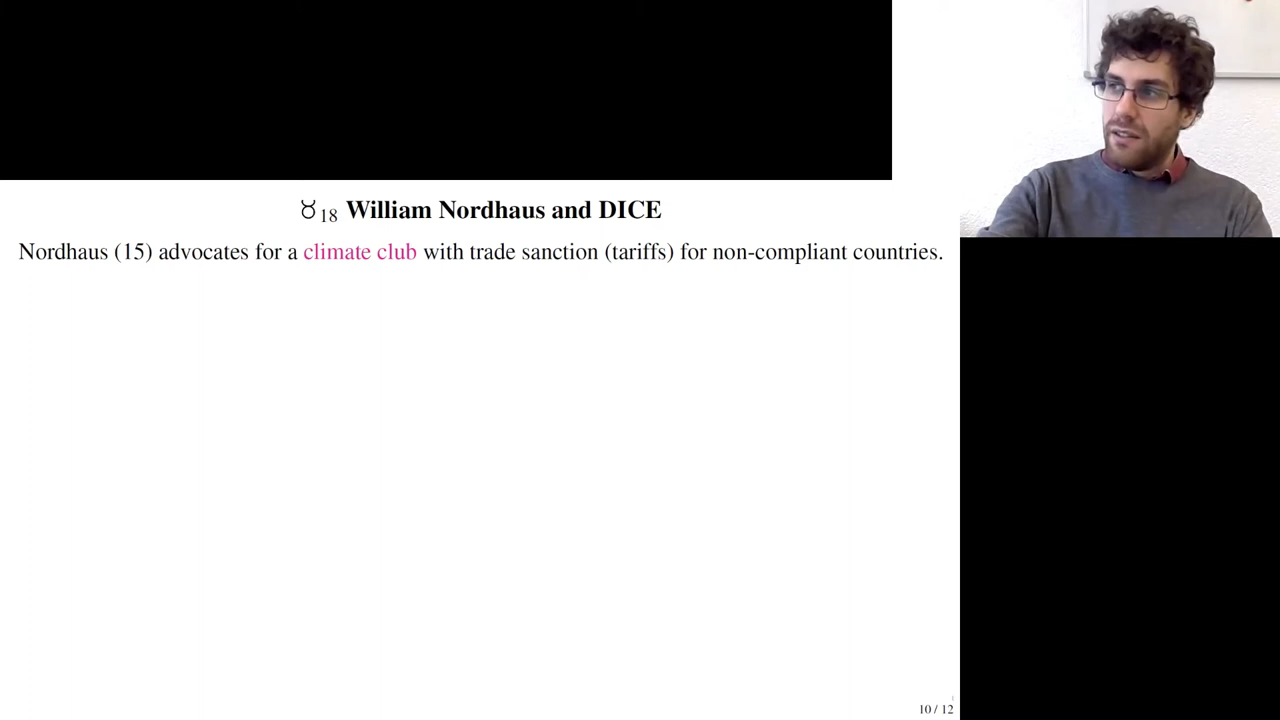 ♉18 William Nordhaus and DICE
Nordhaus (15) advocates for a climate club with trade sanction (tariffs) for non-compliant countries.
10 / 12